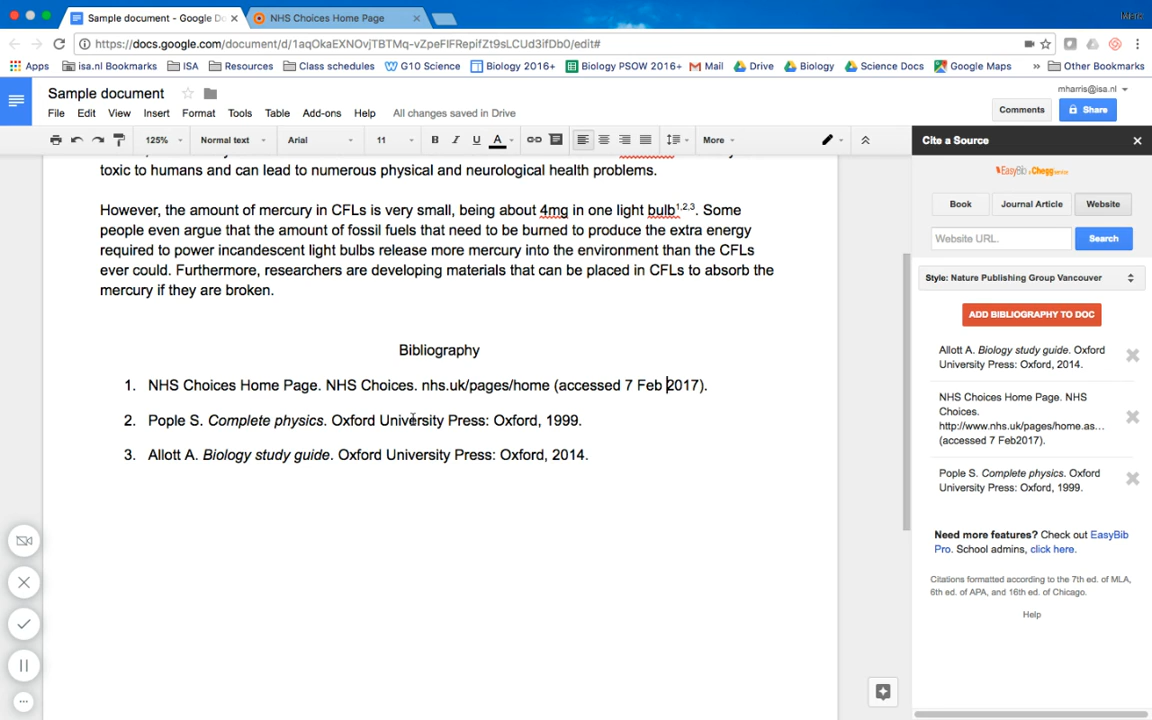 Sample document - Google Do
NHS Choices Home Page
https://docs.google.com/document/d/1aqOkaEXNOvjTBTMq-vZpeFIFRepifZt9sLCUd3ifDb0/edit#
Apps
isa.nl Bookmarks
ISA
Resources
Class schedules
G10 Science
Biology 2016+
Biology PSOW 2016+
Mail
Drive
Biology
Science Docs
Google Maps
»
Other Bookmarks
Sample document
mharris@isa.nl
File
Edit
View
Insert
Format
Tools
Table
Add-ons
Help
All changes saved in Drive
Comments
Share
125%
Normal text
Arial
11
B
I
U
A
More
Cite a Source
toxic to humans and can lead to numerous physical and neurological health problems.
However, the amount of mercury in CFLs is very small, being about 4mg in one light bulb1,2,3. Some
people even argue that the amount of fossil fuels that need to be burned to produce the extra energy
required to power incandescent light bulbs release more mercury into the environment than the CFLs
ever could. Furthermore, researchers are developing materials that can be placed in CFLs to absorb the
mercury if they are broken.
Bibliography
1. NHS Choices Home Page. NHS Choices. nhs.uk/pages/home (accessed 7 Feb 2017).
2. Pople S. Complete physics. Oxford University Press: Oxford, 1999.
3. Allott A. Biology study guide. Oxford University Press: Oxford, 2014.
EasyBib a Chegg service
Book
Journal Article
Website
Website URL.
Search
Style: Nature Publishing Group Vancouver
ADD BIBLIOGRAPHY TO DOC
Allott A. Biology study guide. Oxford
University Press: Oxford, 2014.
NHS Choices Home Page. NHS
Choices.
http://www.nhs.uk/pages/home.as...
(accessed 7 Feb2017).
Pople S. Complete physics. Oxford
University Press: Oxford, 1999.
Need more features? Check out EasyBib
Pro. School admins, click here.
Citations formatted according to the 7th ed. of MLA,
6th ed. of APA, and 16th ed. of Chicago.
Help